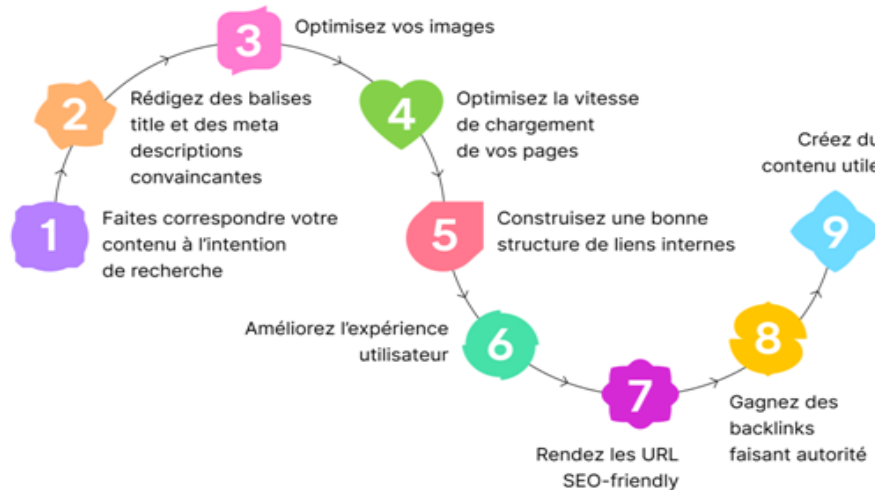 1
Faites correspondre votre
contenu à l'intention
de recherche
2
Rédigez des balises
title et des meta
descriptions
convaincantes
3
Optimisez vos images
4
Optimisez la vitesse
de chargement
de vos pages
5
Construisez une bonne
structure de liens internes
6
Améliorez l'expérience
utilisateur
7
Rendez les URL
SEO-friendly
8
Gagnez des
backlinks
faisant autorité
9
Créez du
contenu utile